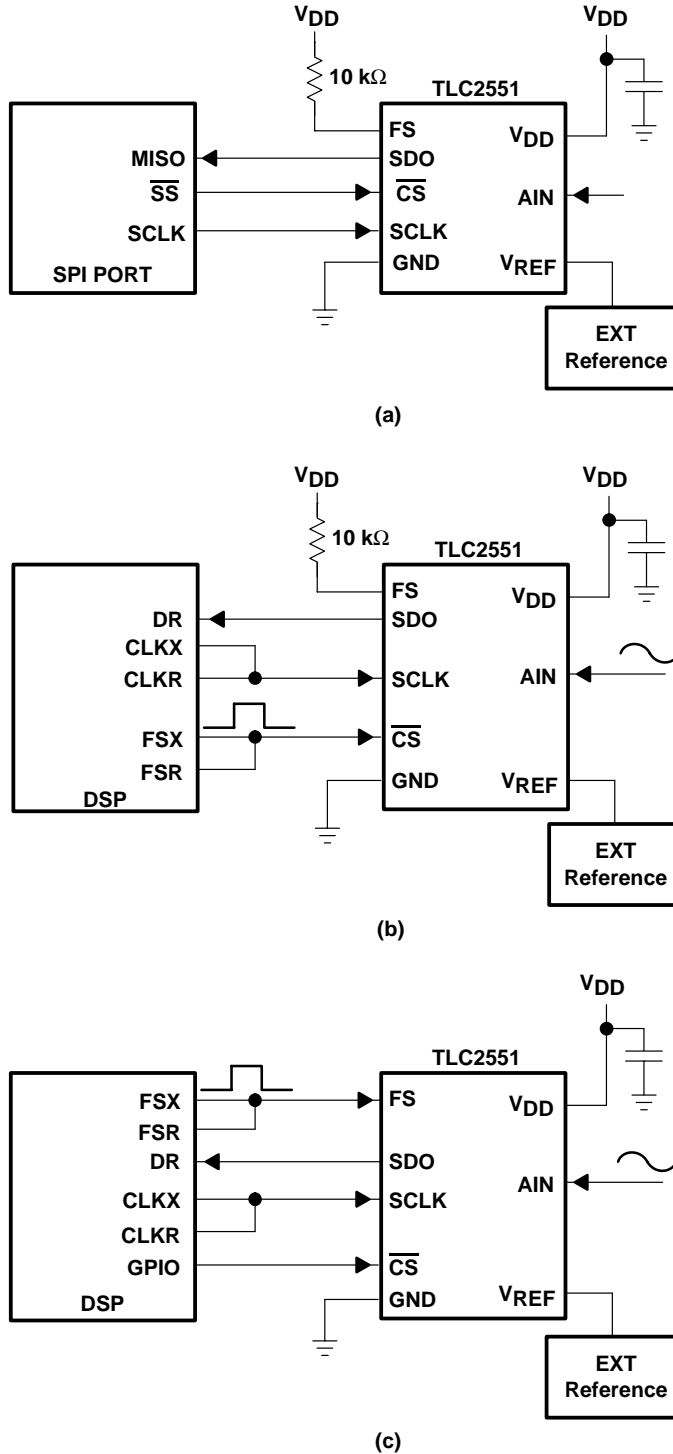 VDD
VDD
10 kΩ
TLC2551
FS
VDD
MISO
SDO
SS
CS
AIN
SCLK
SCLK
GND
VREF
SPI PORT
EXT
Reference
(a)
VDD
VDD
10 kΩ
TLC2551
FS
VDD
DR
SDO
CLKX
CLKR
SCLK
AIN
FSX
CS
FSR
GND
VREF
DSP
EXT
Reference
(b)
VDD
TLC2551
FSX
FS
VDD
FSR
DR
SDO
AIN
CLKX
SCLK
CLKR
GPIO
CS
DSP
GND
VREF
EXT
Reference
(c)